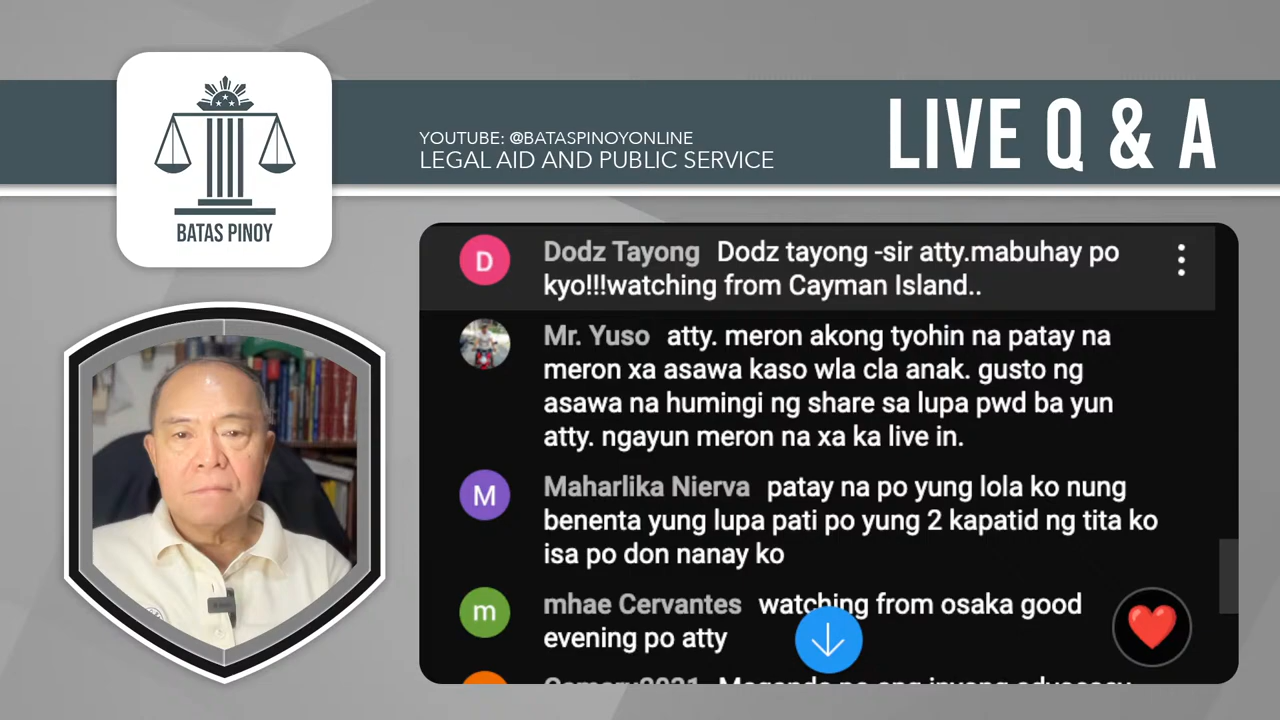 YOUTUBE: @BATASPINOYONLINE
LEGAL AID AND PUBLIC SERVICE
LIVE Q & A
BATAS PINOY
D
Dodz Tayong Dodz tayong -sir atty.mabuhay po
kyo!!!watching from Cayman Island..
Mr. Yuso atty. meron akong tyohin na patay na
meron xa asawa kaso wla cla anak. gusto ng
asawa na humingi ng share sa lupa pwd ba yun
atty. ngayun meron na xa ka live in.
M
Maharlika Nierva patay na po yung lola ko nung
benenta yung lupa pati po yung 2 kapatid ng tita ko
isa po don nanay ko
m
mhae Cervantes watching from osaka good
evening po atty